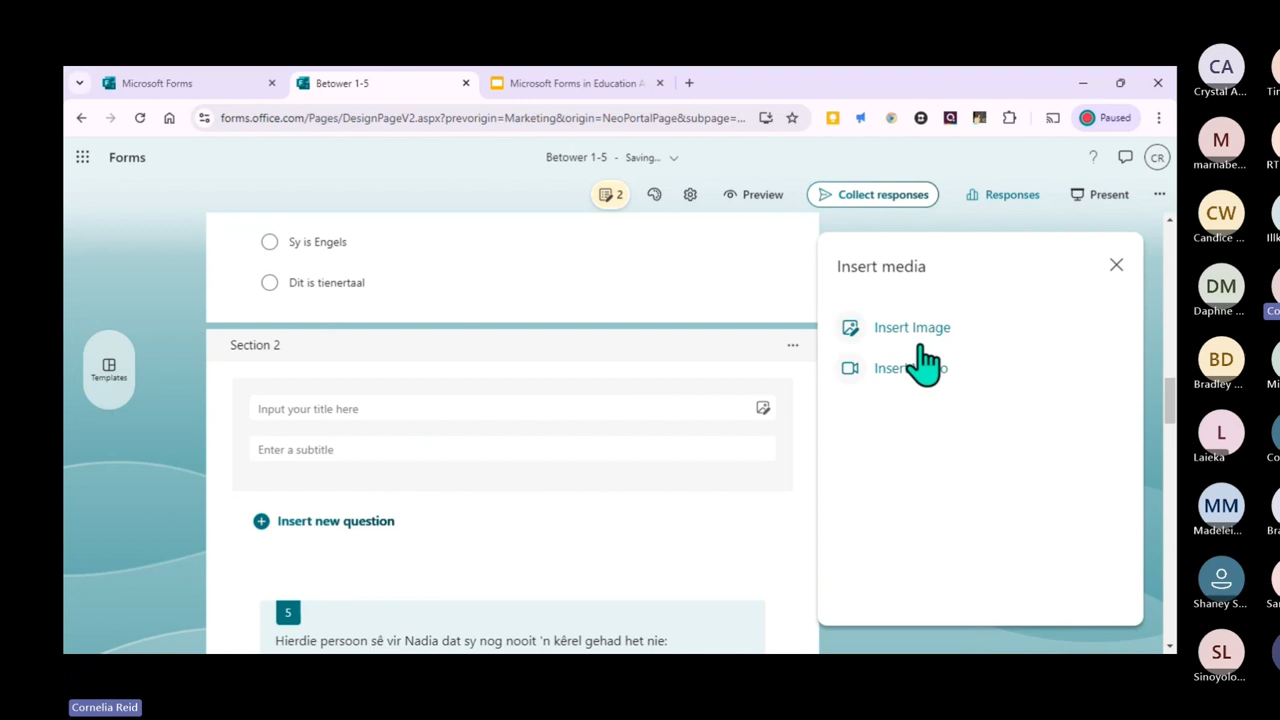 Microsoft Forms
Betower 1-5
Microsoft Forms in Education A
forms.office.com/Pages/DesignPageV2.aspx?prevorigin=Marketing&origin=NeoPortalPage&subpage=...
Paused
Forms
Betower 1-5 - Saving...
CR
2
Preview
Collect responses
Responses
Present
Sy is Engels
Dit is tienertaal
Templates
Section 2
Input your title here
Enter a subtitle
Insert new question
5
Hierdie persoon sê vir Nadia dat sy nog nooit 'n kêrel gehad het nie:
Insert media
Insert Image
CA
Crystal A...
M
marnabe...
CW
Candice ...
DM
Daphne ...
BD
Bradley ...
L
Laieka
MM
Madelei...
Shaney S...
SL
Sinoyolo...
Cornelia Reid